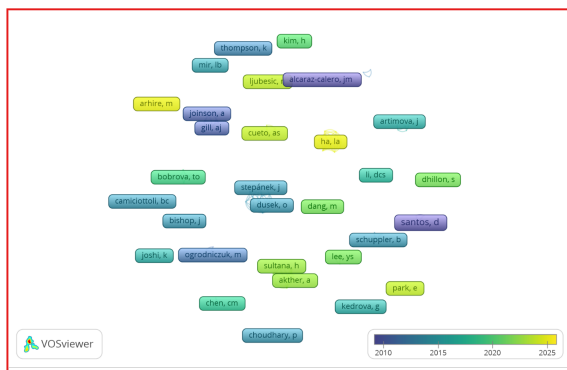 kim, h
thompson, k
mir, lb
ljubesic,
alcaraz-calero, jm
arhire, m
joinson, a
gill, aj
cueto, as
ha, la
artimova, j
bobrova, to
stepánek, j
li, dcs
dhillon, s
camiciottoli, bc
dusek, o
dang, m
bishop, j
santos, d
schuppler, b
joshi, k
ogrodniczuk, m
lee, ys
sultana, h
akther, a
park, e
chen, cm
kedrova, g
choudhary, p
VOSviewer
2010 2015 2020 2025